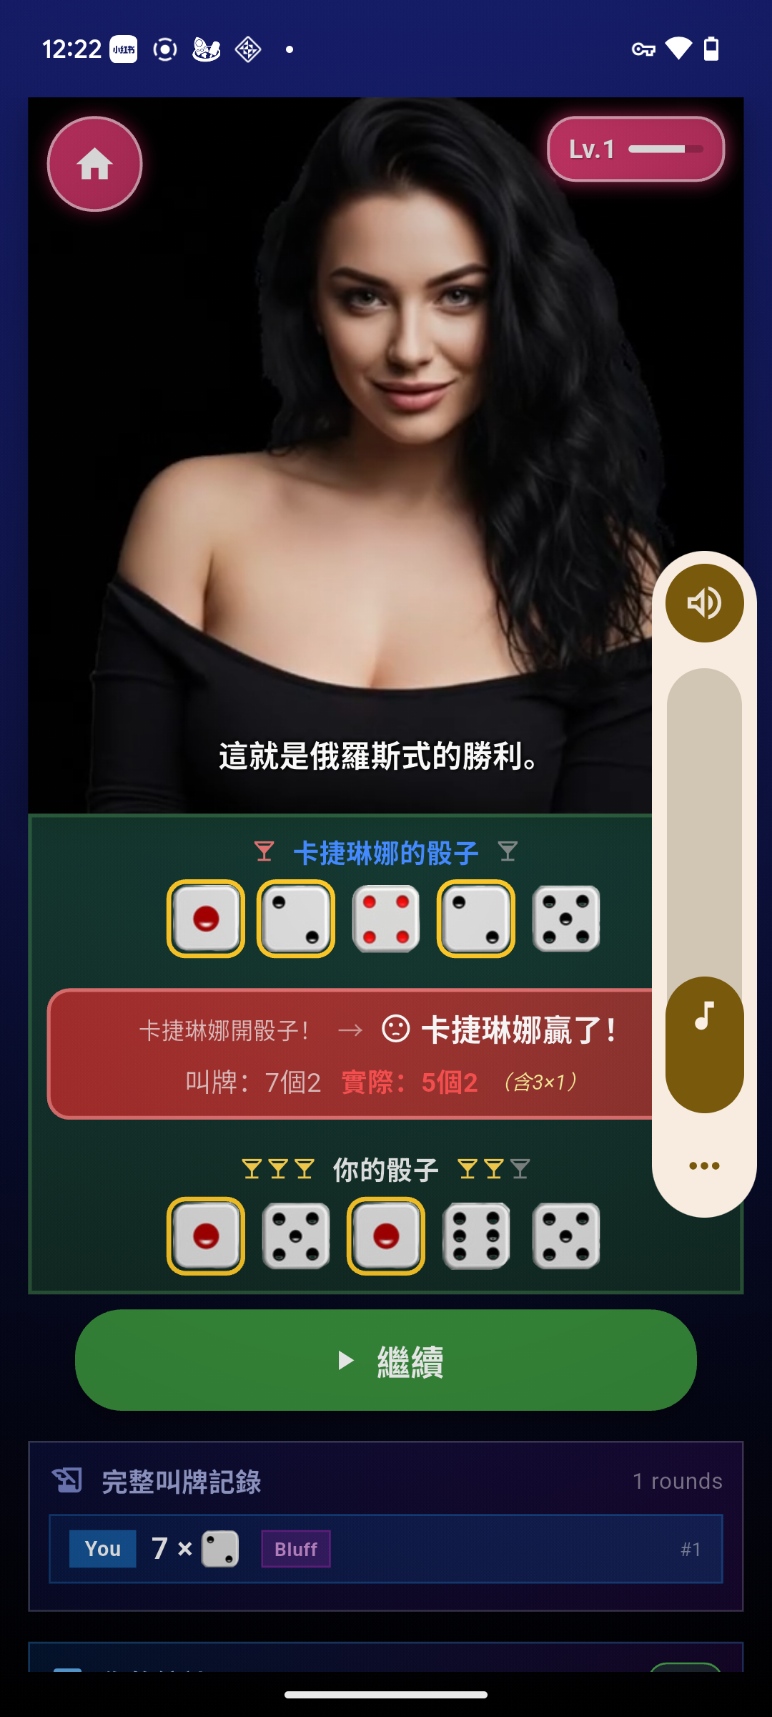 12:22 小红书
Lv.1
這就是俄羅斯式的勝利。
卡捷琳娜的骰子
卡捷琳娜開骰子! → 卡捷琳娜贏了!
叫牌: 7個2 實際: 5個2 (含3×1)
你的骰子
繼續
完整叫牌記錄 1 rounds
You 7 × Bluff #1